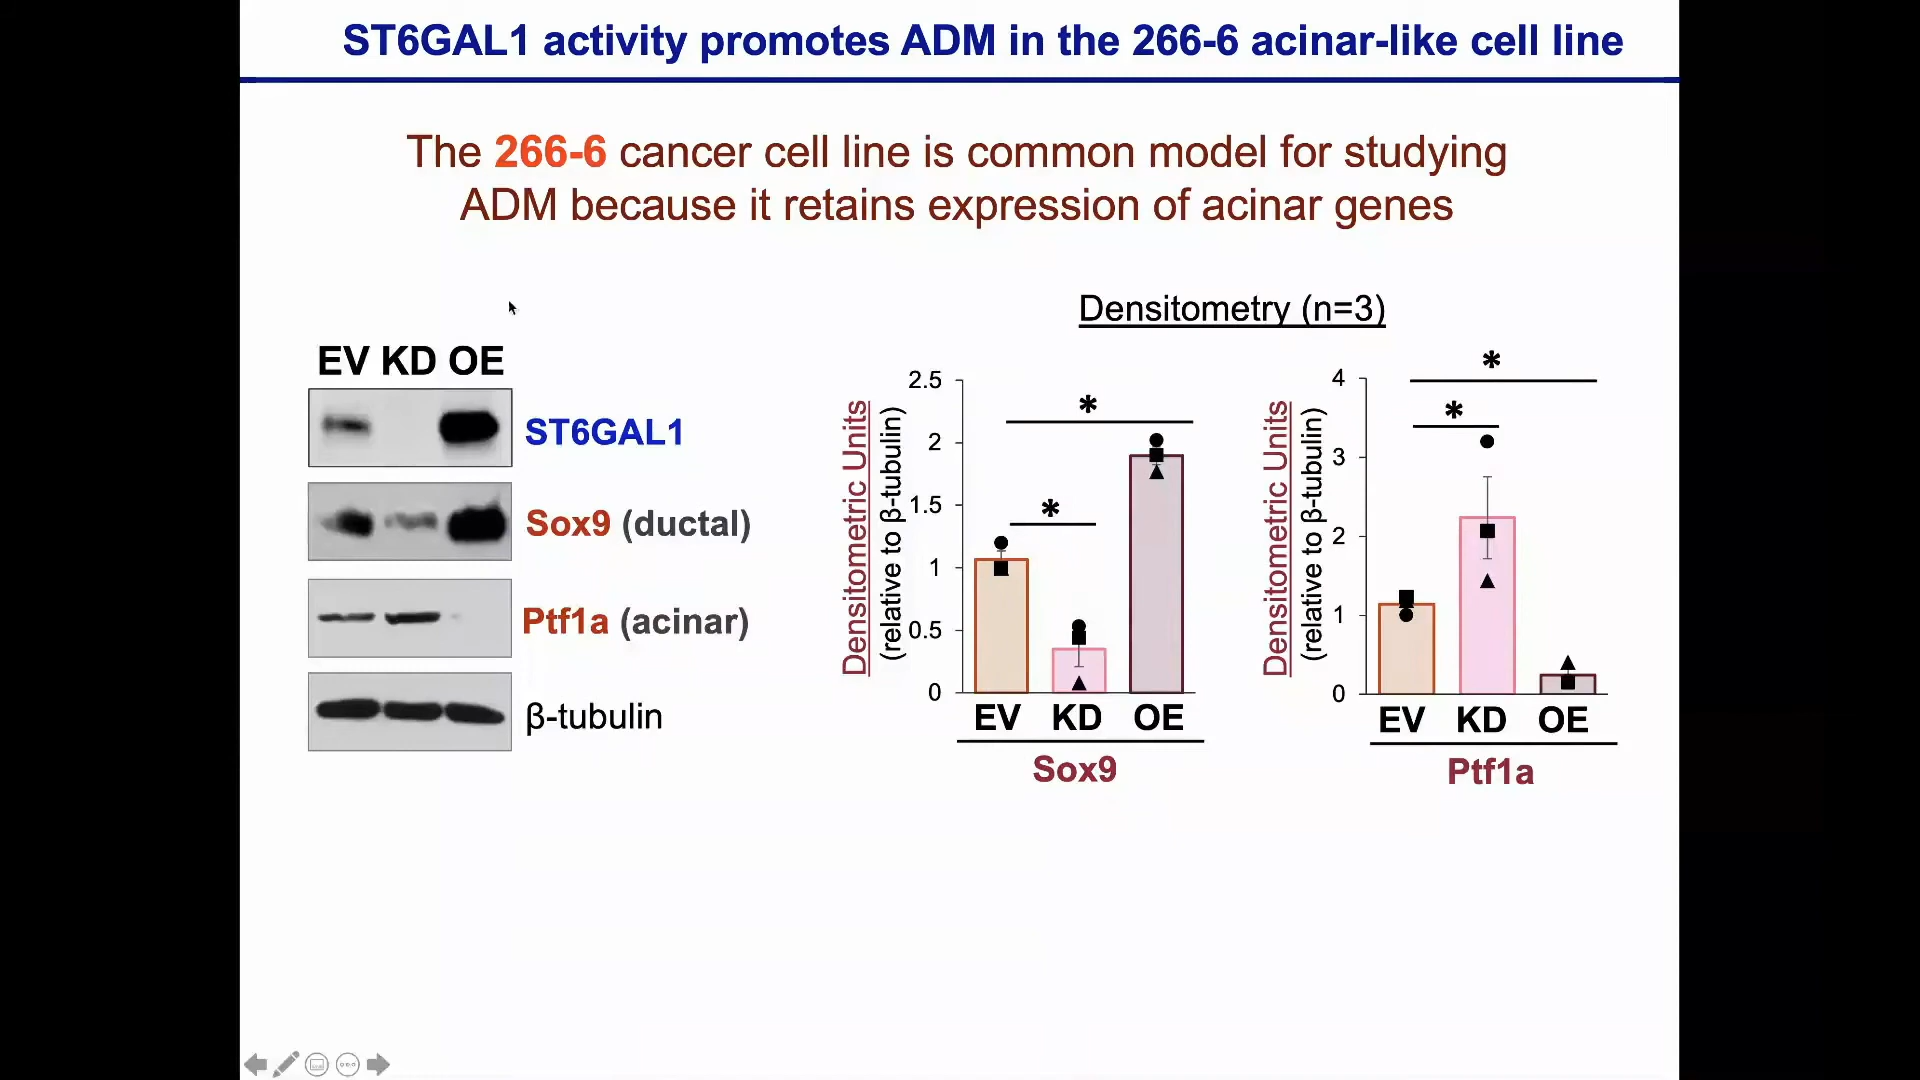 ST6GAL1 activity promotes ADM in the 266-6 acinar-like cell line
The 266-6 cancer cell line is common model for studying
ADM because it retains expression of acinar genes
EV KD OE
ST6GAL1
Sox9 (ductal)
Ptf1a (acinar)
β-tubulin
Densitometry (n=3)
Densitometric Units
(relative to β-tubulin)
2.5
2
1.5
1
0.5
0
*
*
EV KD OE
Sox9
Densitometric Units
(relative to β-tubulin)
4
3
2
1
0
*
*
EV KD OE
Ptf1a